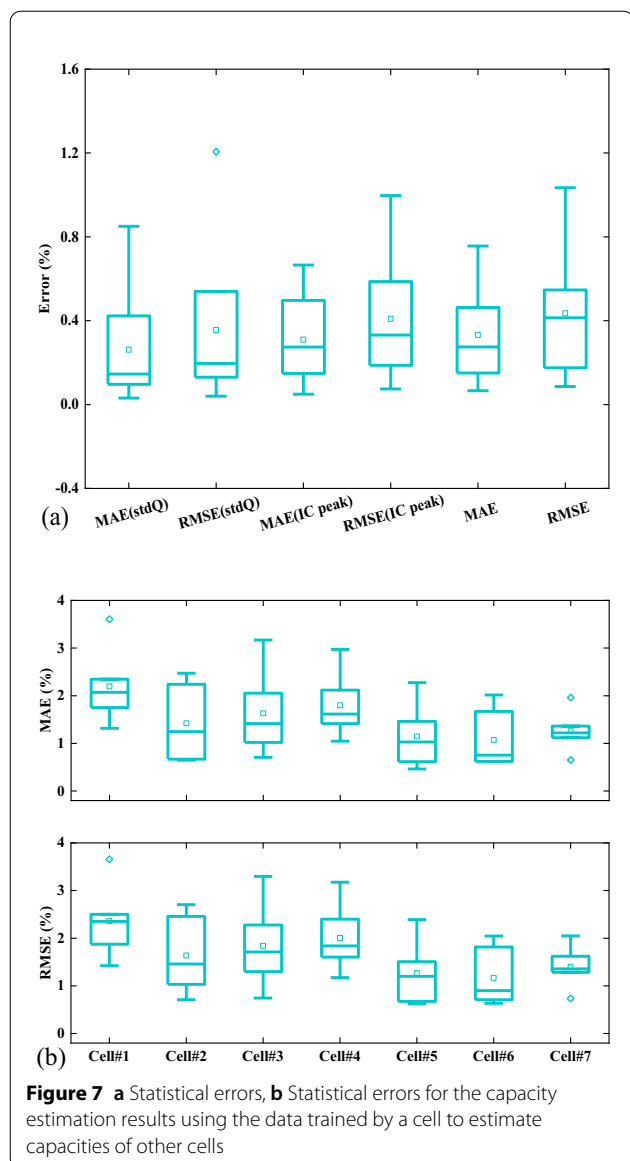 1.6
1.2
0.8
0.4
0.0
-0.4
Error (%)
MAE(stdQ)
RMSE(stdQ)
MAE(IC peak)
RMSE(IC peak)
MAE
RMSE
(a)
4
3
2
1
0
MAE (%)
4
3
2
1
0
RMSE (%)
Cell#1
Cell#2
Cell#3
Cell#4
Cell#5
Cell#6
Cell#7
(b)
Figure 7 a Statistical errors, b Statistical errors for the capacity
estimation results using the data trained by a cell to estimate
capacities of other cells